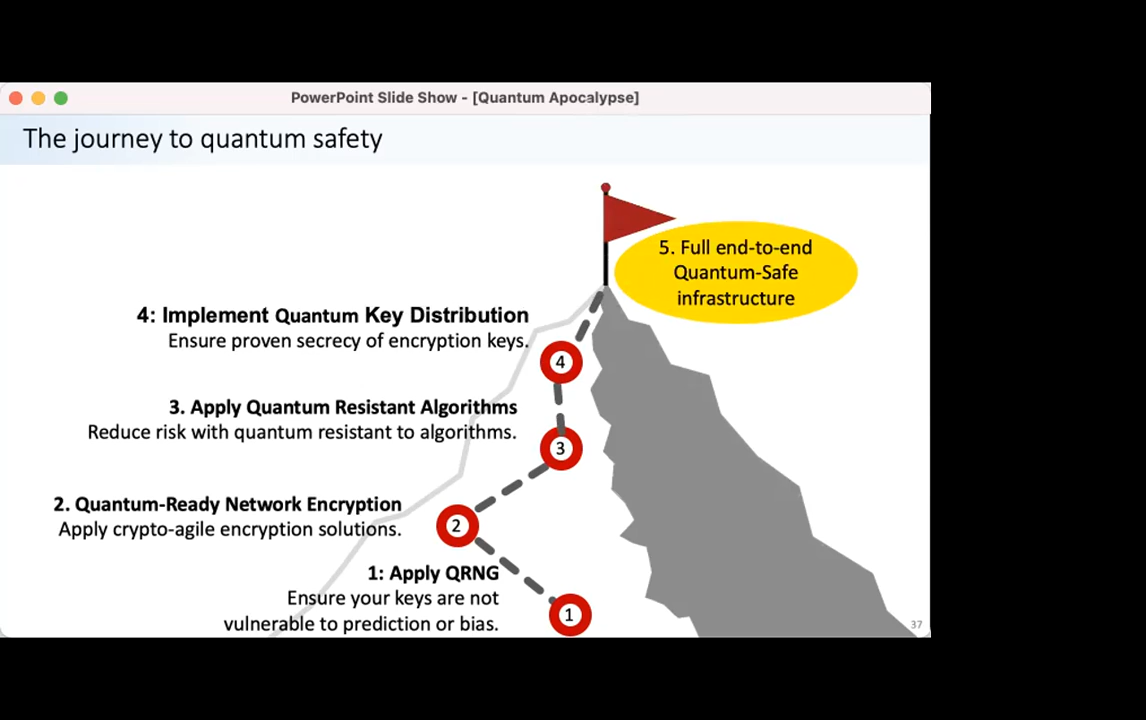 PowerPoint Slide Show - [Quantum Apocalypse]
The journey to quantum safety
5. Full end-to-end
Quantum-Safe
infrastructure
4: Implement Quantum Key Distribution
Ensure proven secrecy of encryption keys.
4
3. Apply Quantum Resistant Algorithms
Reduce risk with quantum resistant to algorithms.
3
2. Quantum-Ready Network Encryption
Apply crypto-agile encryption solutions.
2
1: Apply QRNG
Ensure your keys are not
vulnerable to prediction or bias.
1
37